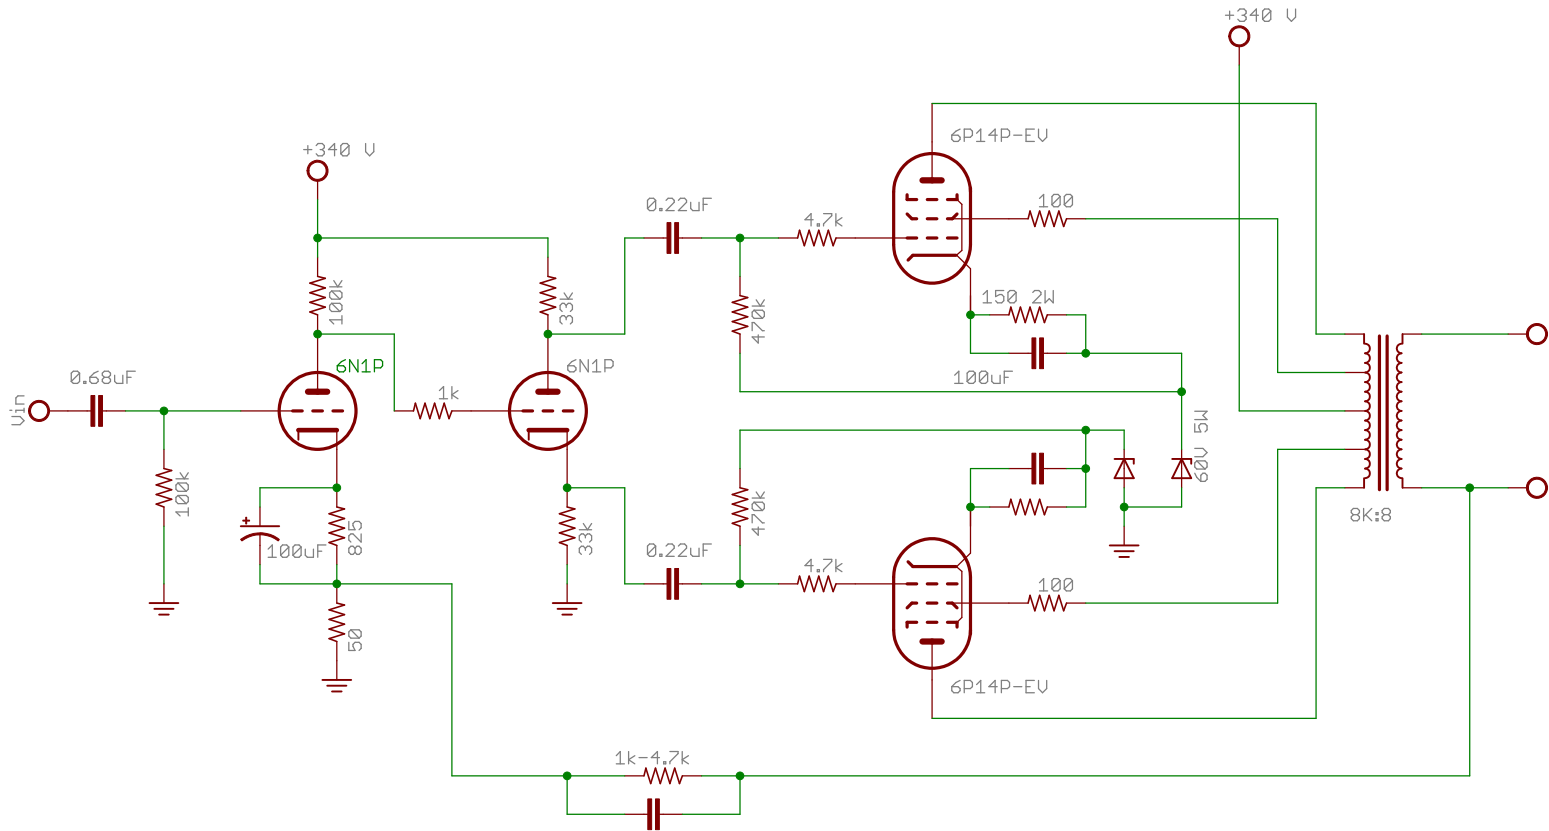 +340 V
6P14P-EV
+340 V
0.22uF
100
4.7k
100k
33k
150 2W
470k
6N1P
6N1P
0.68uF
100uF
1k
Vin
60V 5W
100k
470k
825
33k
8K:8
100uF
0.22uF
4.7k
100
50
6P14P-EV
1k-4.7k